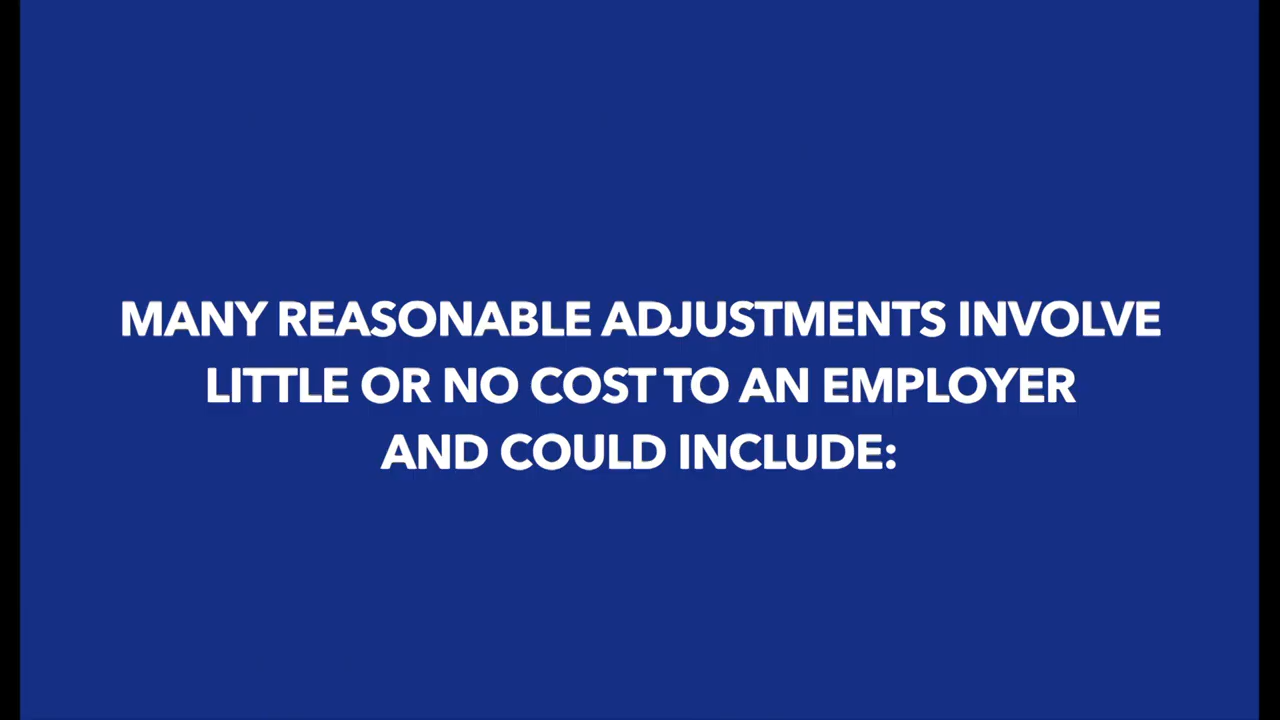 MANY REASONABLE ADJUSTMENTS INVOLVE
LITTLE OR NO COST TO AN EMPLOYER
AND COULD INCLUDE: